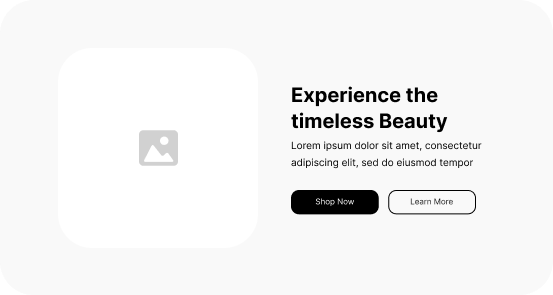 Experience the
timeless Beauty
Lorem ipsum dolor sit amet, consectetur
adipiscing elit, sed do eiusmod tempor
Shop Now
Learn More